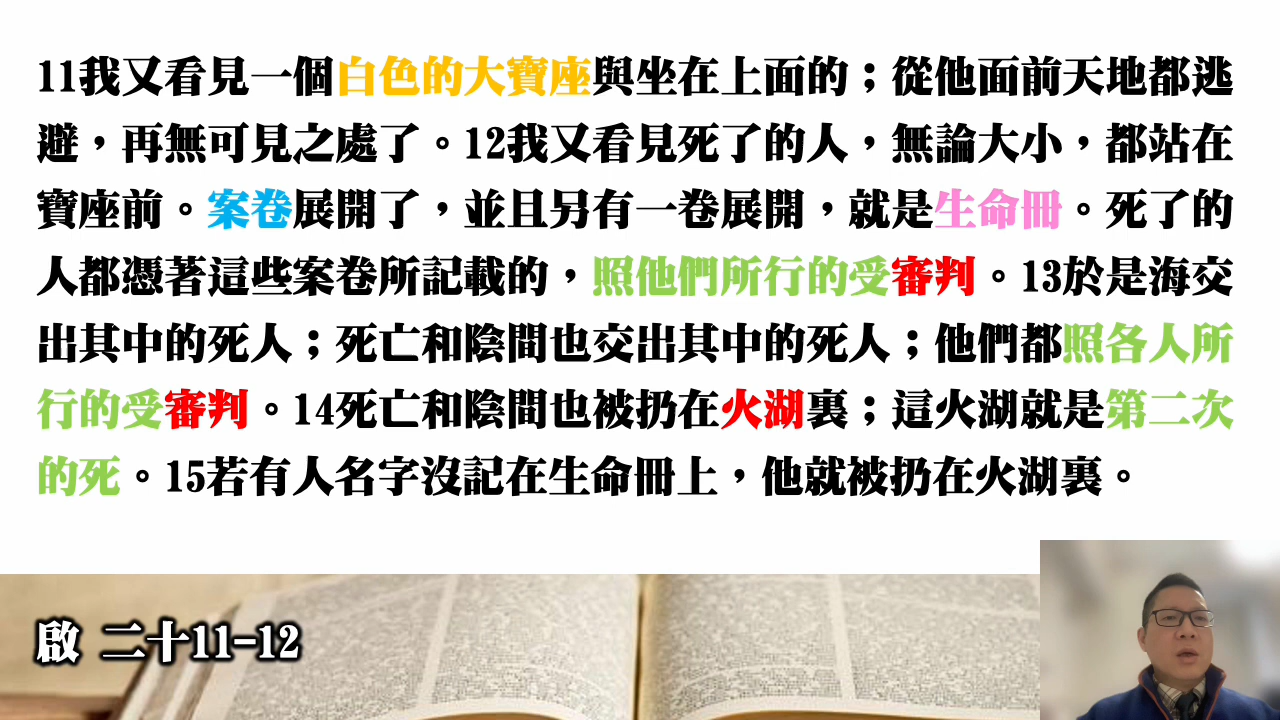 11我又看見一個白色的大寶座與坐在上面的；從他面前天地都逃
避，再無可見之處了。12我又看見死了的人，無論大小，都站在
寶座前。案卷展開了，並且另有一卷展開，就是生命冊。死了的
人都憑著這些案卷所記載的，照他們所行的受審判。13於是海交
出其中的死人；死亡和陰間也交出其中的死人；他們都照各人所
行的受審判。14死亡和陰間也被扔在火湖裏；這火湖就是第二次
的死。15若有人名字沒記在生命冊上，他就被扔在火湖裏。
啟 二十11-12